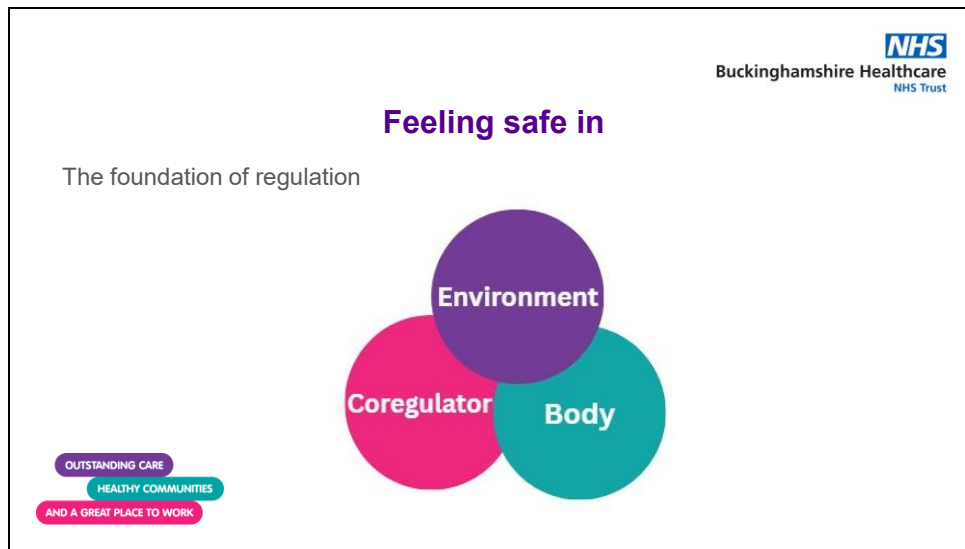 NHS
Buckinghamshire Healthcare
NHS Trust
Feeling safe in
The foundation of regulation
Environment
Coregulator
Body
OUTSTANDING CARE
HEALTHY COMMUNITIES
AND A GREAT PLACE TO WORK